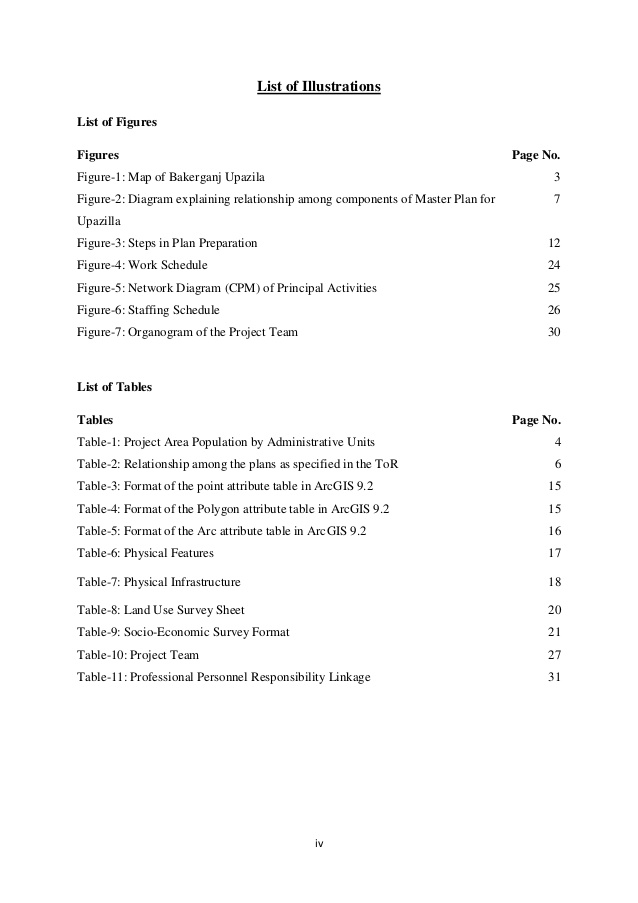 List of Illustrations
List of Figures
Figures Page No.
Figure-1: Map of Bakerganj Upazila 3
Figure-2: Diagram explaining relationship among components of Master Plan for 7
Upazilla
Figure-3: Steps in Plan Preparation 12
Figure-4: Work Schedule 24
Figure-5: Network Diagram (CPM) of Principal Activities 25
Figure-6: Staffing Schedule 26
Figure-7: Organogram of the Project Team 30
List of Tables
Tables Page No.
Table-1: Project Area Population by Administrative Units 4
Table-2: Relationship among the plans as specified in the ToR 6
Table-3: Format of the point attribute table in ArcGIS 9.2 15
Table-4: Format of the Polygon attribute table in ArcGIS 9.2 15
Table-5: Format of the Arc attribute table in ArcGIS 9.2 16
Table-6: Physical Features 17
Table-7: Physical Infrastructure 18
Table-8: Land Use Survey Sheet 20
Table-9: Socio-Economic Survey Format 21
Table-10: Project Team 27
Table-11: Professional Personnel Responsibility Linkage 31
iv